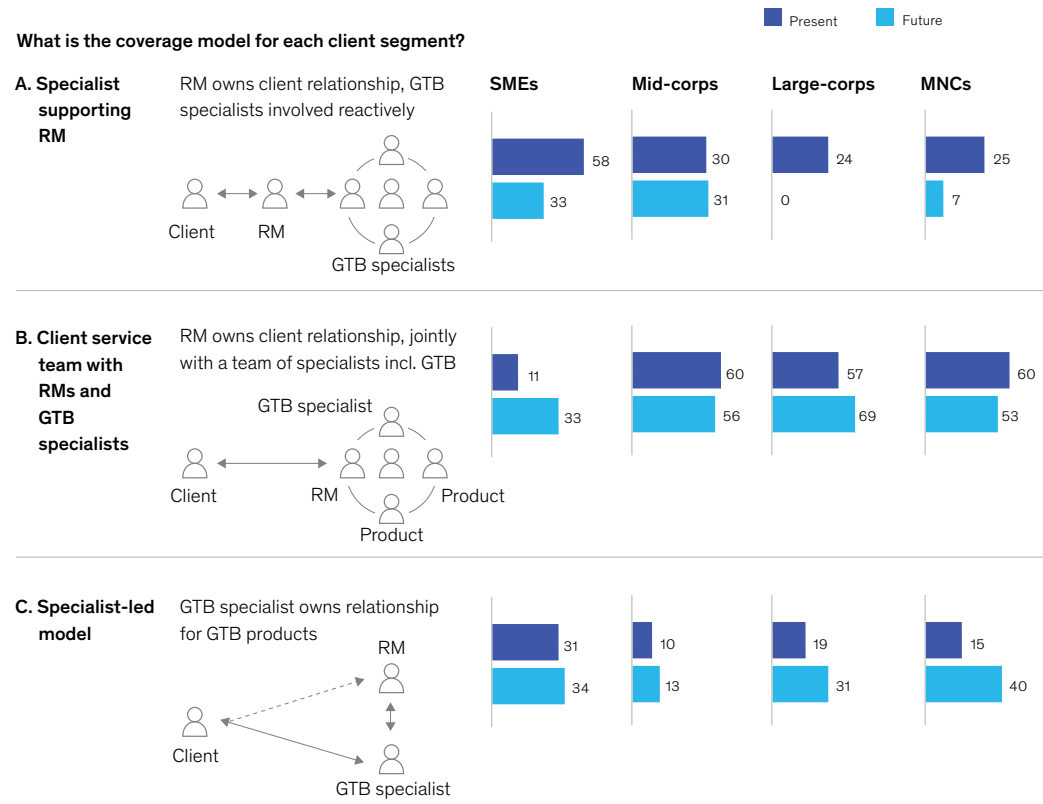 Present
Future
What is the coverage model for each client segment?
A. Specialist
supporting
RM
RM owns client relationship, GTB
specialists involved reactively
SMEs
Mid-corps
Large-corps
MNCs
Client
RM
GTB specialists
58
33
30
31
24
0
25
7
B. Client service
team with
RMs and
GTB
specialists
RM owns client relationship, jointly
with a team of specialists incl. GTB
GTB specialist
Client
RM
Product
Product
11
33
60
56
57
69
60
53
C. Specialist-led
model
GTB specialist owns relationship
for GTB products
RM
Client
GTB specialist
31
34
10
13
19
31
15
40